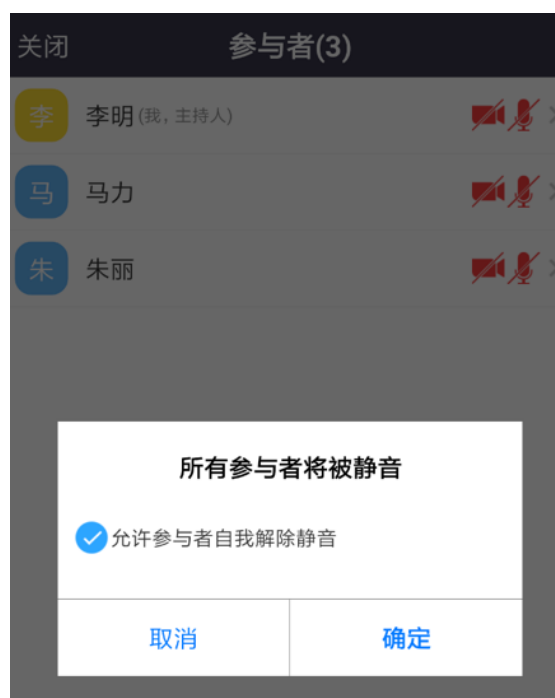 关闭 参与者(3)
李 李明(我，主持人)
马 马力
朱 朱丽
所有参与者将被静音
允许参与者自我解除静音
取消 确定